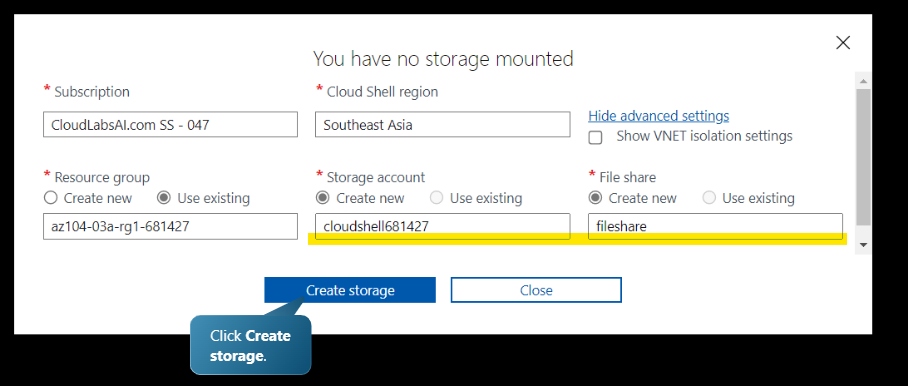 You have no storage mounted
* Subscription
* Cloud Shell region
CloudLabsAI.com SS - 047
Southeast Asia
Hide advanced settings
Show VNET isolation settings
* Resource group
* Storage account
* File share
Create new
Use existing
Create new
Use existing
Create new
Use existing
az104-03a-rg1-681427
cloudshell681427
fileshare
Create storage
Close
Click Create
storage.